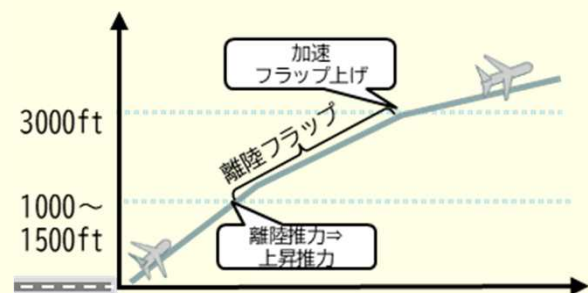 加速
フラップ上げ
3000ft
離陸フラップ
1000～
1500ft
離陸推力⇒
上昇推力